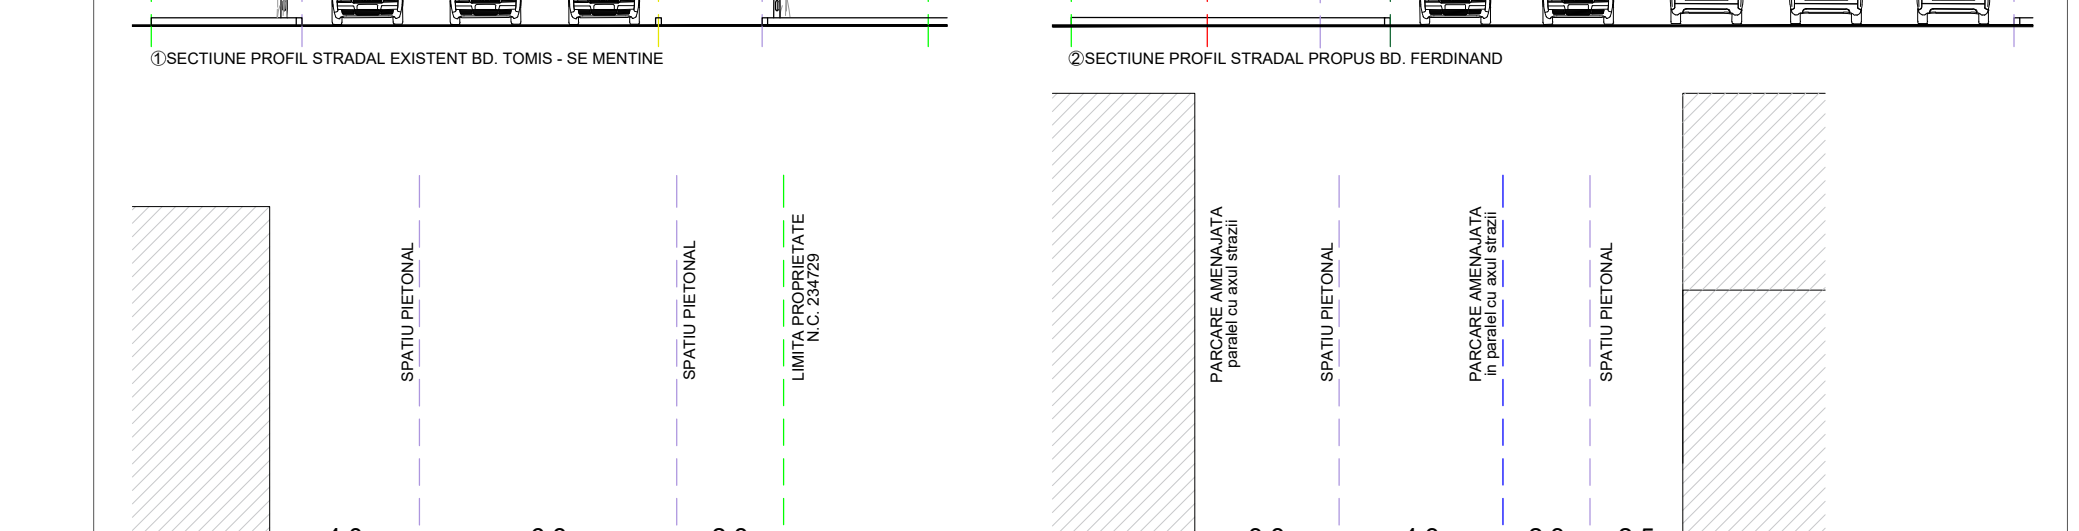 ①SECTIUNE PROFIL STRADAL EXISTENT BD. TOMIS - SE MENTINE
②SECTIUNE PROFIL STRADAL PROPUS BD. FERDINAND
SPATIU PIETONAL
SPATIU PIETONAL
LIMITA PROPRIETATE
N.C. 234729
PARCARE AMENAJATA
paralel cu axul strazii
SPATIU PIETONAL
PARCARE AMENAJATA
in paralel cu axul strazii
SPATIU PIETONAL